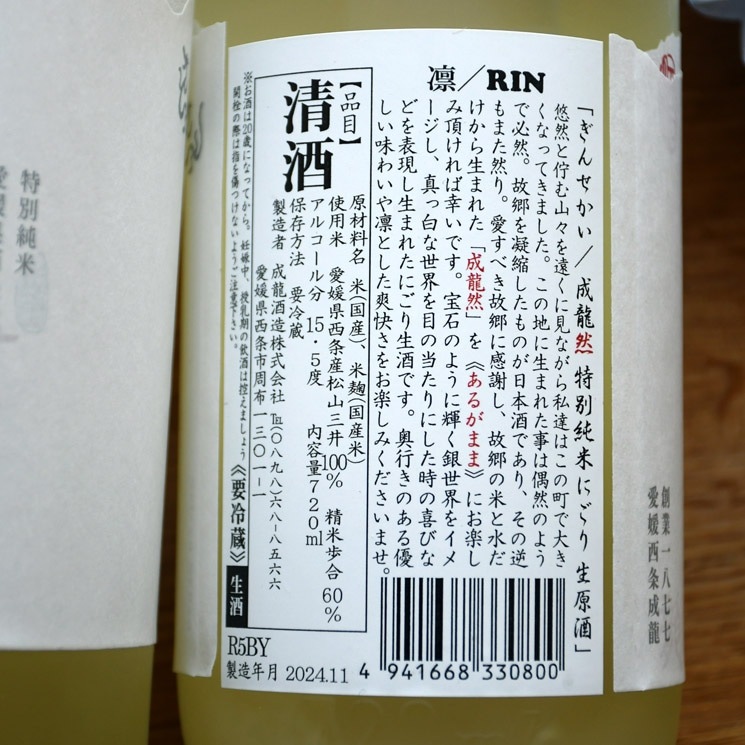 凛／RIN
「ぎんせかい／成龍然 特別純米にごり 生原酒」
悠然と佇む山々を遠くに見ながら私達はこの町で大き
くなってきました。この地に生まれた事は偶然のよう
で必然。故郷を凝縮したものが日本酒であり、その逆
もまた然り。愛すべき故郷に感謝し、故郷の米と水だ
けから生まれた「成龍然」を《あるがまま》にお楽し
み頂ければ幸いです。宝石のように輝く銀世界をイメ
ージし、真っ白な世界を目の当たりにした時の喜びな
どを表現し生まれたにごり生酒です。奥行きのある優
しい味わいや凛とした爽快さをお楽しみくださいませ。
【品目】
清酒
原材料名 米(国産)、米麹(国産米)
使用米 愛媛県西条産松山三井100% 精米歩合 60%
アルコール分 15.5度 内容量720ml
保存方法 要冷蔵
製造者 成龍酒造株式会社 ℡(〇八九八)六八ー八五六六
愛媛県西条市周布一三〇一ー一
※お酒は20歳になってから。妊娠中、授乳期の飲酒は控えましょう
開栓の際は指を傷つけないようご注意下さい。
《要冷蔵》
生酒
R5BY
製造年月 2024.11
4 941668 330800
創業一八七七
愛媛西条成龍
特別純米